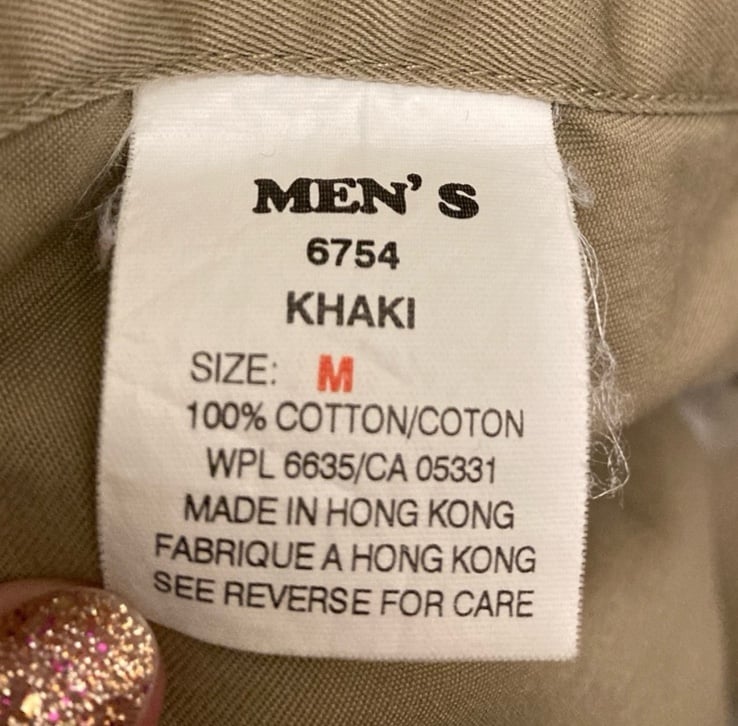 MEN'S
6754
KHAKI
SIZE: M
100% COTTON/COTON
WPL 6635/CA 05331
MADE IN HONG KONG
FABRIQUE A HONG KONG
SEE REVERSE FOR CARE